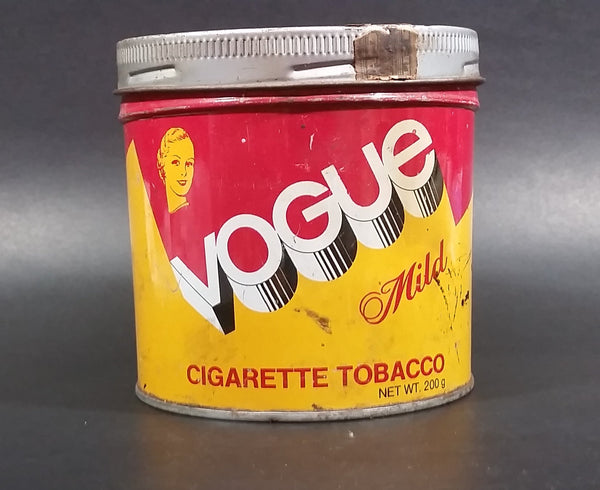 VOGUe
Mild
CIGARETTE TOBACCO
NET WT. 200 g